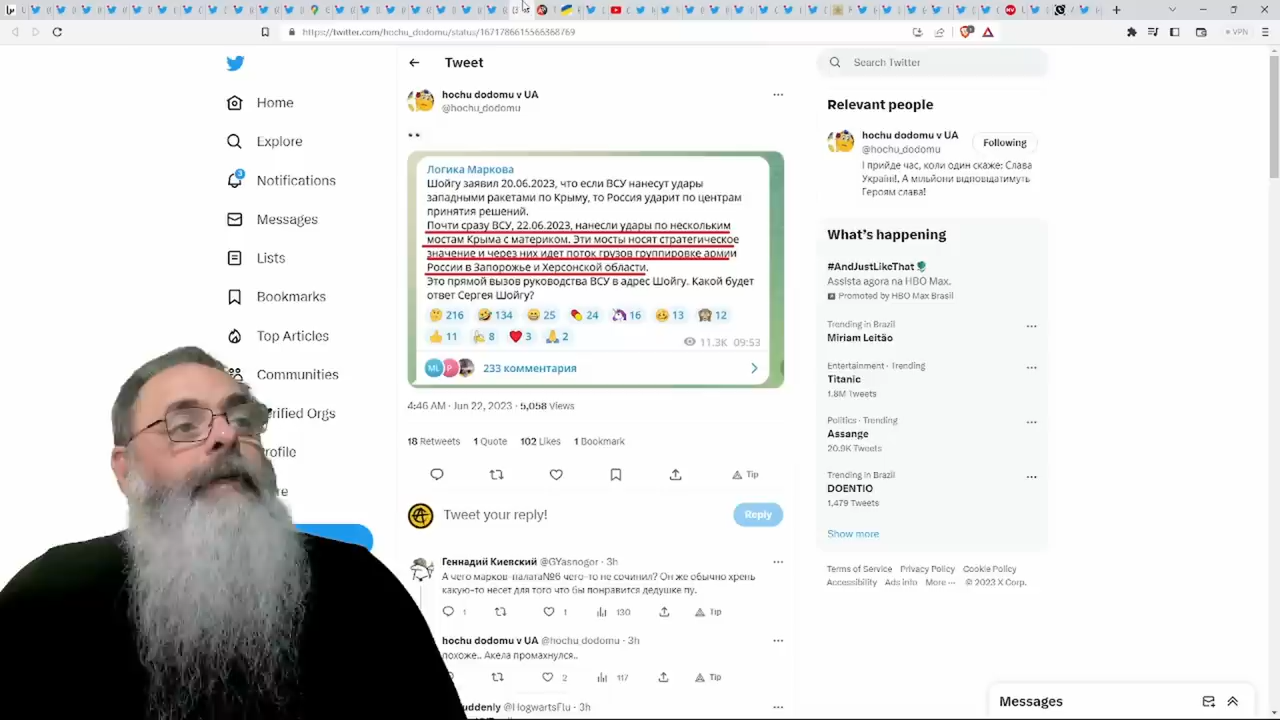 https://twitter.com/hochu_dodomu/status/1671786615566368769
VPN
Home
Explore
3
Notifications
Messages
Lists
Bookmarks
Top Articles
Communities
Tweet
hochu dodomu v UA
@hochu_dodomu
Логика Маркова
Шойгу заявил 20.06.2023, что если ВСУ нанесут удары
западными ракетами по Крыму, то Россия ударит по центрам
принятия решений.
Почти сразу ВСУ, 22.06.2023, нанесли удары по нескольким
мостам Крыма с материком. Эти мосты носят стратегическое
значение и через них идет поток грузов группировке армии
России в Запорожье и Херсонской области.
Это прямой вызов руководства ВСУ в адрес Шойгу. Какой будет
ответ Сергея Шойгу?
216 134 25 24 16 13 12
11 8 3 2
11.3K 09:53
ML P 233 комментария
4:46 AM · Jun 22, 2023 · 5,058 Views
18 Retweets 1 Quote 102 Likes 1 Bookmark
Tip
Tweet your reply!
Reply
Геннадий Киевский @GYasnogor · 3h
А чего марков-палата№6 чего-то не сочинил? Он же обычно хрень
какую-то несет для того что бы понравится дедушке пу.
1 1 130 Tip
hochu dodomu v UA @hochu_dodomu · 3h
похоже.. Акела промахнулся..
2 117 Tip
@HogwartsFlu · 3h
Search Twitter
Relevant people
hochu dodomu v UA
@hochu_dodomu
Following
І прийде час, коли один скаже: Слава
Україні!. А мільйони відповідатимуть
Героям слава!
What's happening
#AndJustLikeThat
Assista agora na HBO Max.
Promoted by HBO Max Brasil
Trending in Brazil
Miriam Leitão
Entertainment · Trending
Titanic
1.8M Tweets
Politics · Trending
Assange
20.9K Tweets
Trending in Brazil
DOENTIO
1,479 Tweets
Show more
Terms of Service Privacy Policy Cookie Policy
Accessibility Ads info More ··· © 2023 X Corp.
Messages